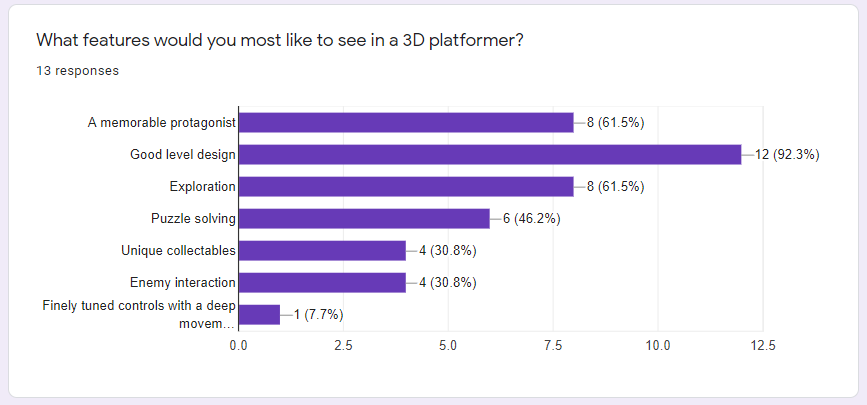 What features would you most like to see in a 3D platformer?
13 responses
A memorable protagonist
8 (61.5%)
Good level design
12 (92.3%)
Exploration
8 (61.5%)
Puzzle solving
6 (46.2%)
Unique collectables
4 (30.8%)
Enemy interaction
4 (30.8%)
Finely tuned controls with a deep
movem...
1 (7.7%)
0.0
2.5
5.0
7.5
10.0
12.5